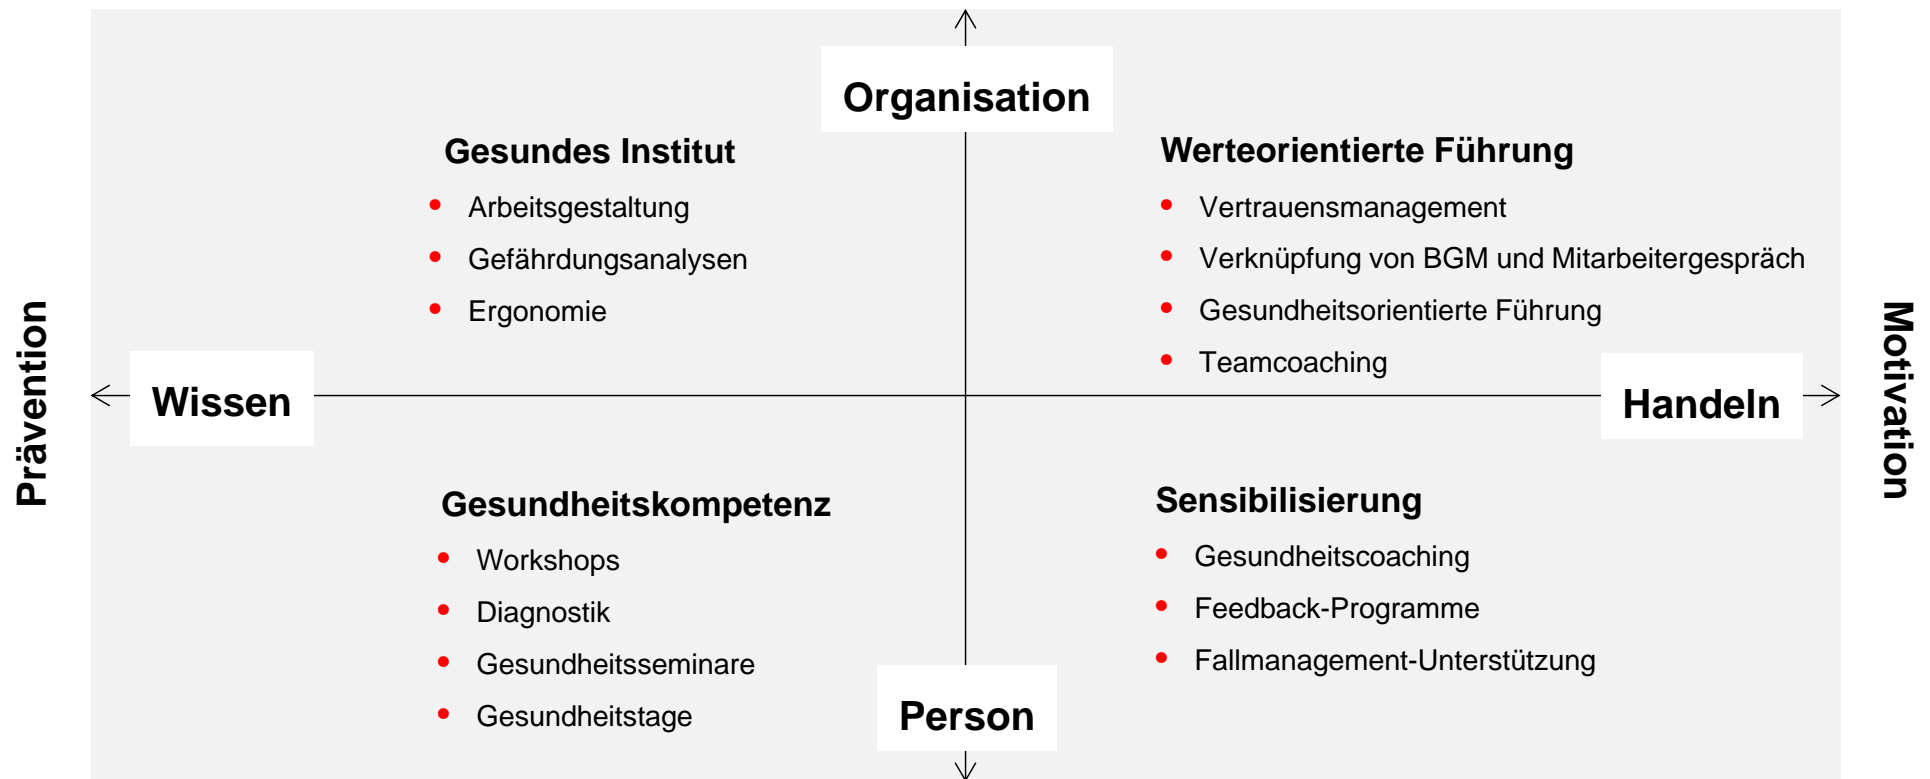 Organisation
Gesundes Institut
• Arbeitsgestaltung
• Gefährdungsanalysen
• Ergonomie
Werteorientierte Führung
• Vertrauensmanagement
• Verknüpfung von BGM und Mitarbeitergespräch
• Gesundheitsorientierte Führung
• Teamcoaching
Prävention
Wissen
Handeln
Motivation
Gesundheitskompetenz
• Workshops
• Diagnostik
• Gesundheitsseminare
• Gesundheitstage
Sensibilisierung
• Gesundheitscoaching
• Feedback-Programme
• Fallmanagement-Unterstützung
Person